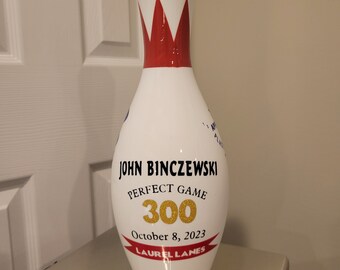 JOHN BINCZEWSKI
PERFECT GAME
300
October 8, 2023
LAUREL LANES